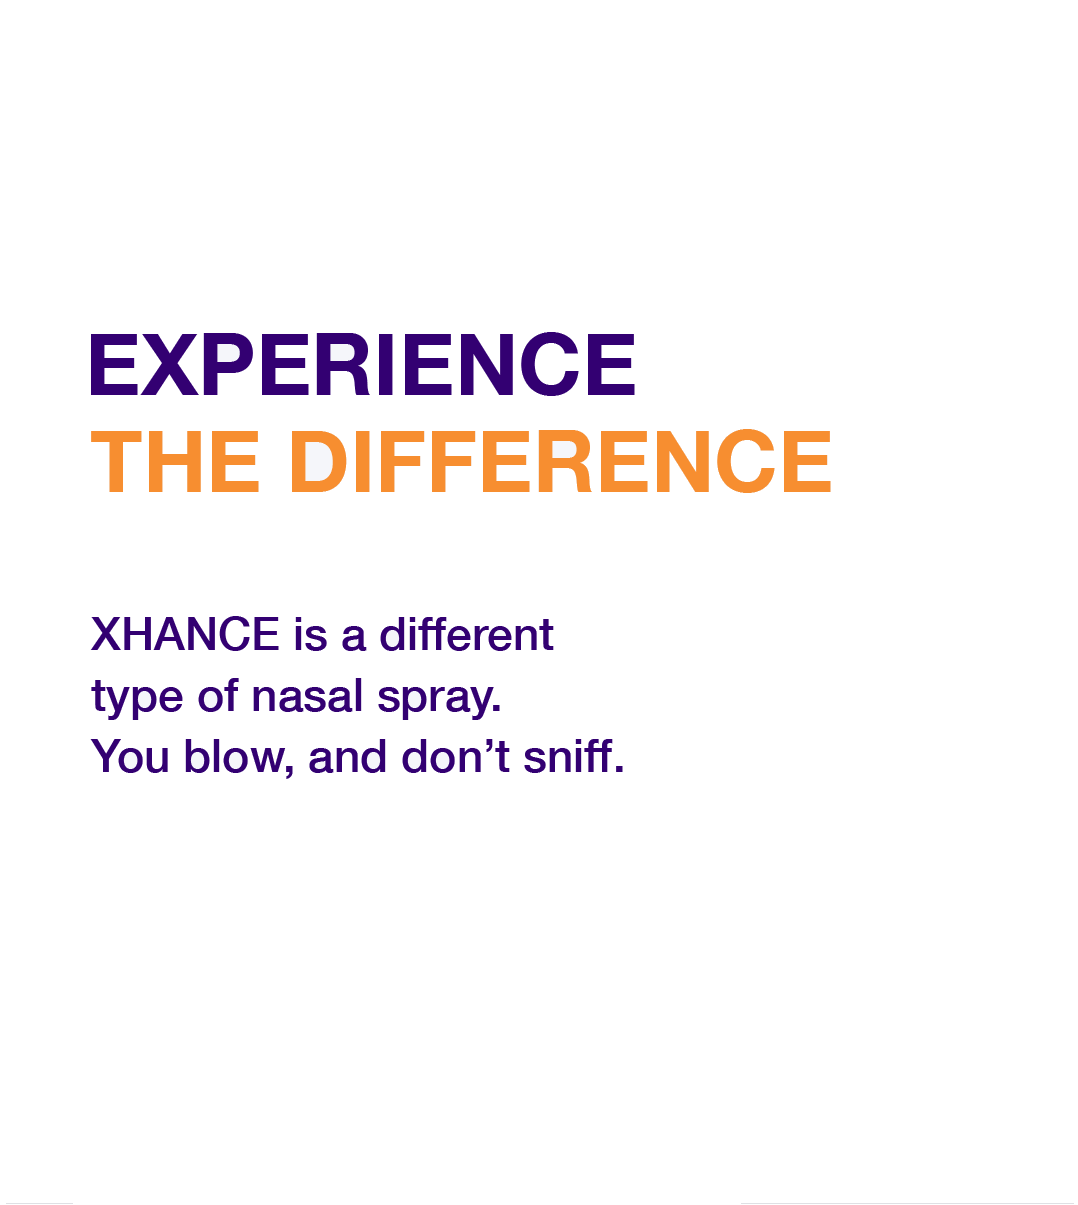 EXPERIENCE
THE DIFFERENCE
XHANCE is a different
type of nasal spray.
You blow, and don’t sniff.